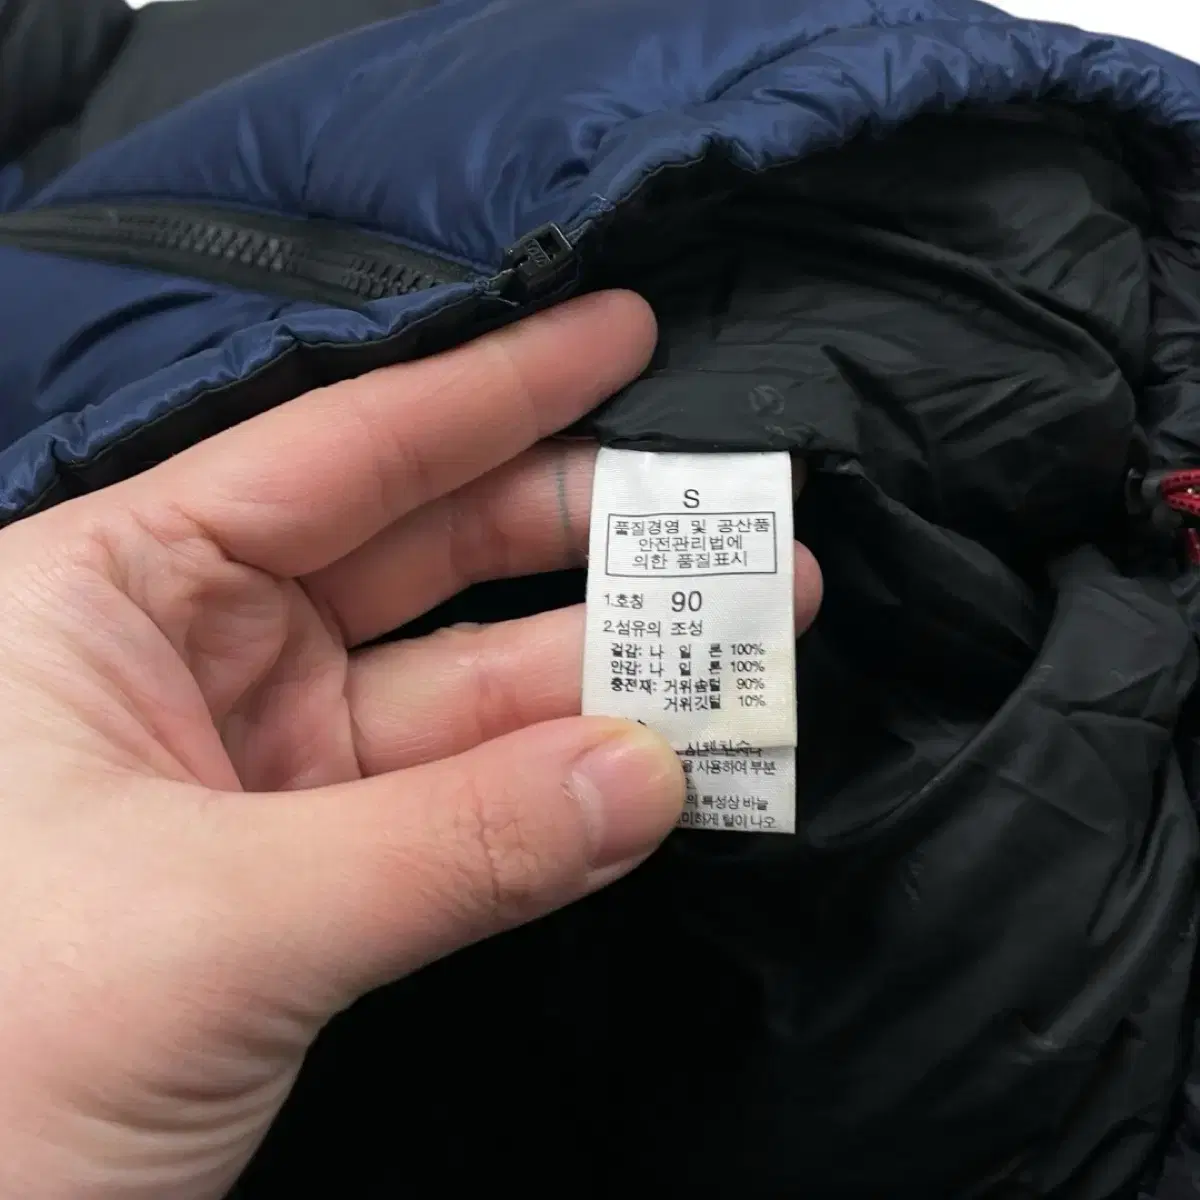 S
품질경영 및 공산품
안전관리법에
의한 품질표시
1.호칭 90
2.섬유의 조성
겉감: 나 일 론 100%
안감: 나 일 론 100%
충전재: 거위솜털 90%
거위깃털 10%
사용하여 부분
의 특성상 바늘
털이 나오